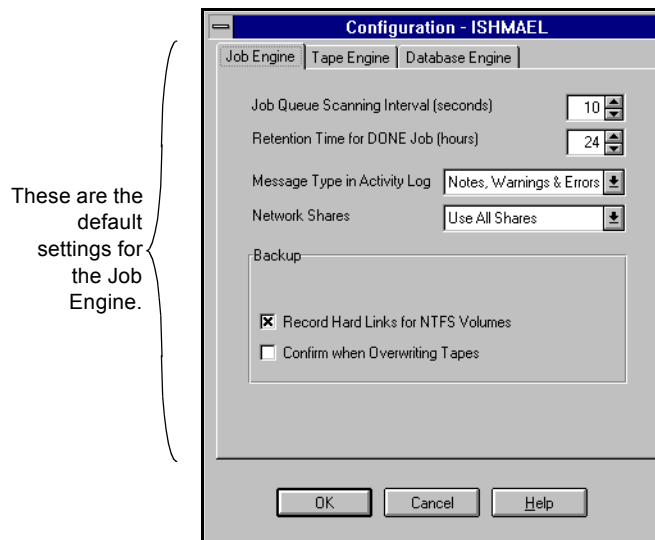 Configuration - ISHMAEL
Job Engine Tape Engine Database Engine
Job Queue Scanning Interval (seconds) 10
Retention Time for DONE Job (hours) 24
Message Type in Activity Log Notes, Warnings & Errors
Network Shares Use All Shares
Backup
Record Hard Links for NTFS Volumes
Confirm when Overwriting Tapes
OK Cancel Help
These are the
default
settings for
the Job
Engine.